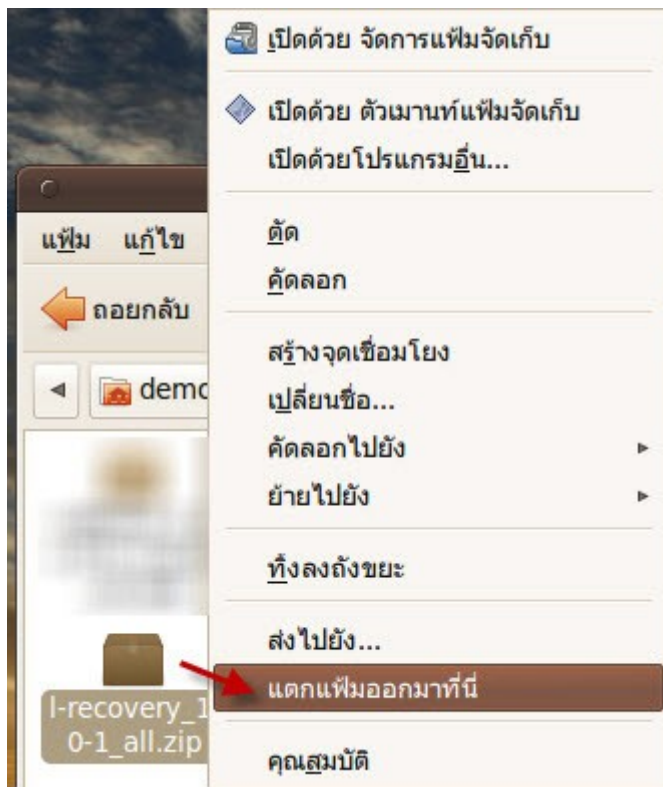 เปิดด้วย จัดการแฟ้มจัดเก็บ
เปิดด้วย ตัวเมานท์แฟ้มจัดเก็บ
เปิดด้วยโปรแกรมอื่น...
แฟ้ม แก้ไข
ตัด
คัดลอก
ถอยกลับ
สร้างจุดเชื่อมโยง
demo
เปลี่ยนชื่อ...
คัดลอกไปยัง
ย้ายไปยัง
ทิ้งลงถังขยะ
ส่งไปยัง...
แตกแฟ้มออกมาที่นี่
l-recovery_1
0-1_all.zip
คุณสมบัติ